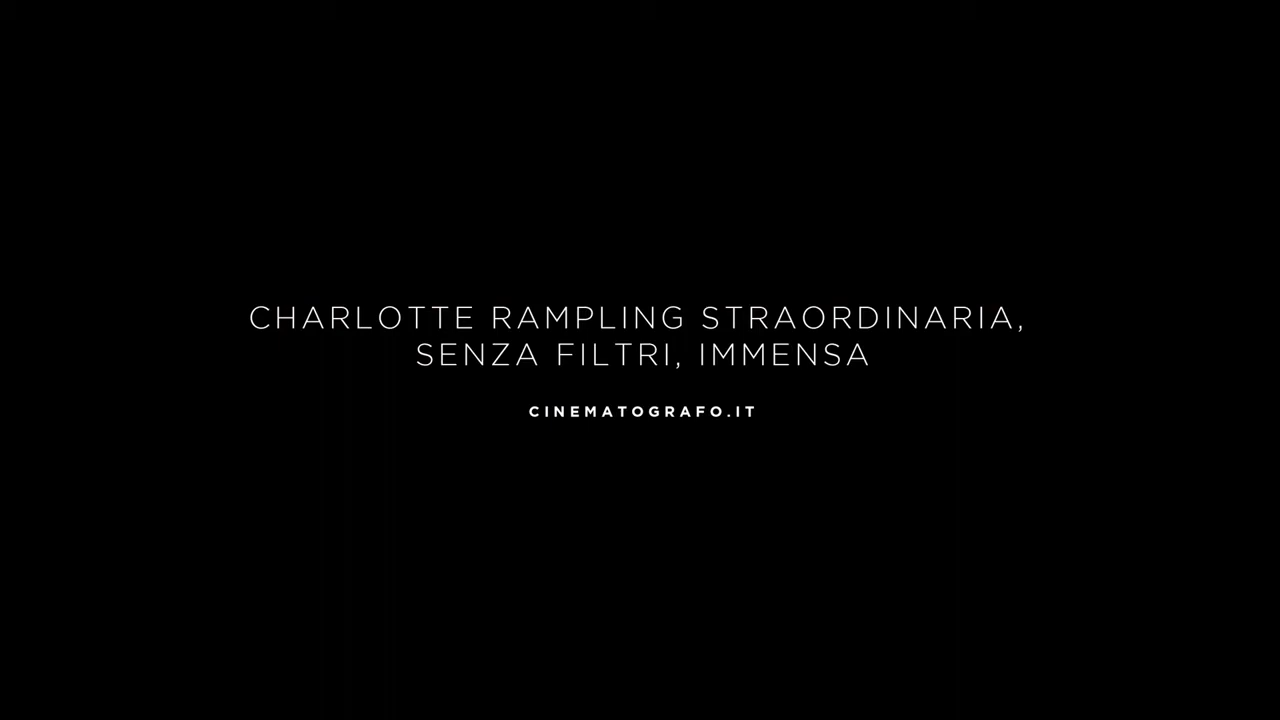 CHARLOTTE RAMPLING STRAORDINARIA,
SENZA FILTRI, IMMENSA
CINEMATOGRAFO.IT